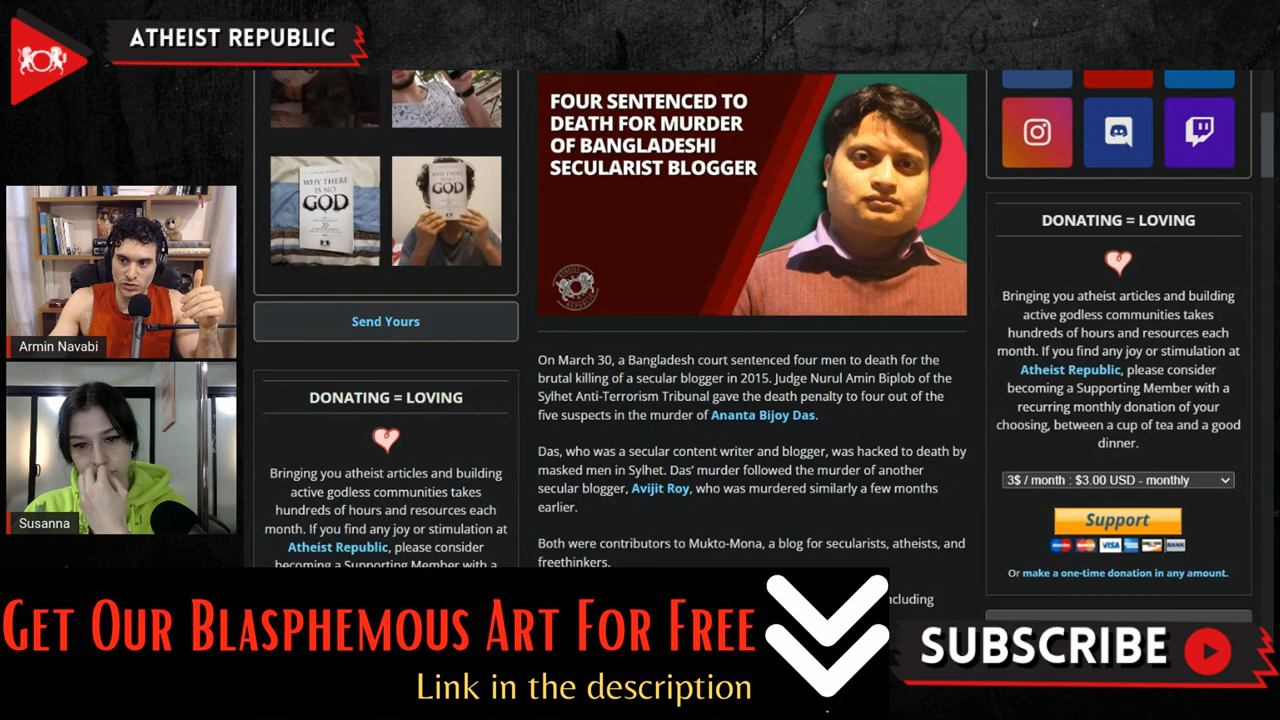 ATHEIST REPUBLIC
FOUR SENTENCED TO
DEATH FOR MURDER
OF BANGLADESHI
SECULARIST BLOGGER
ATHEIST
REPUBLIC
WHY THERE
IS NO
GOD
WHY THERE
IS NO
GOD
Send Yours
DONATING = LOVING
Bringing you atheist articles and building
active godless communities takes
hundreds of hours and resources each
month. If you find any joy or stimulation at
Atheist Republic, please consider
becoming a Supporting Member with a
On March 30, a Bangladesh court sentenced four men to death for the
brutal killing of a secular blogger in 2015. Judge Nurul Amin Biplob of the
Sylhet Anti-Terrorism Tribunal gave the death penalty to four out of the
five suspects in the murder of Ananta Bijoy Das.
Das, who was a secular content writer and blogger, was hacked to death by
masked men in Sylhet. Das' murder followed the murder of another
secular blogger, Avijit Roy, who was murdered similarly a few months
earlier.
Both were contributors to Mukto-Mona, a blog for secularists, atheists, and
freethinkers.
including
DONATING = LOVING
Bringing you atheist articles and building
active godless communities takes
hundreds of hours and resources each
month. If you find any joy or stimulation at
Atheist Republic, please consider
becoming a Supporting Member with a
recurring monthly donation of your
choosing, between a cup of tea and a good
dinner.
3$ / month : $3.00 USD - monthly
Support
VISA
BANK
Or make a one-time donation in any amount.
Armin Navabi
Susanna
Get Our Blasphemous Art For Free
Link in the description
SUBSCRIBE